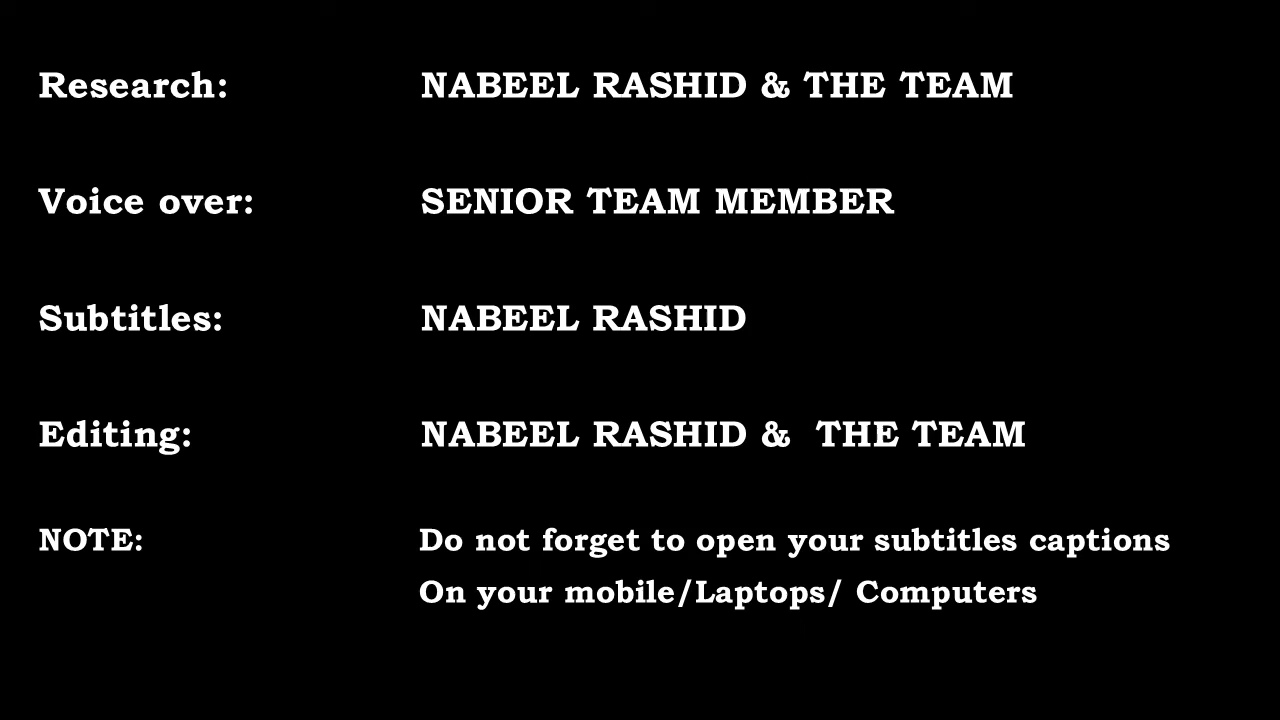 Research: NABEEL RASHID & THE TEAM
Voice over: SENIOR TEAM MEMBER
Subtitles: NABEEL RASHID
Editing: NABEEL RASHID &  THE TEAM
NOTE: Do not forget to open your subtitles captions
On your mobile/Laptops/ Computers